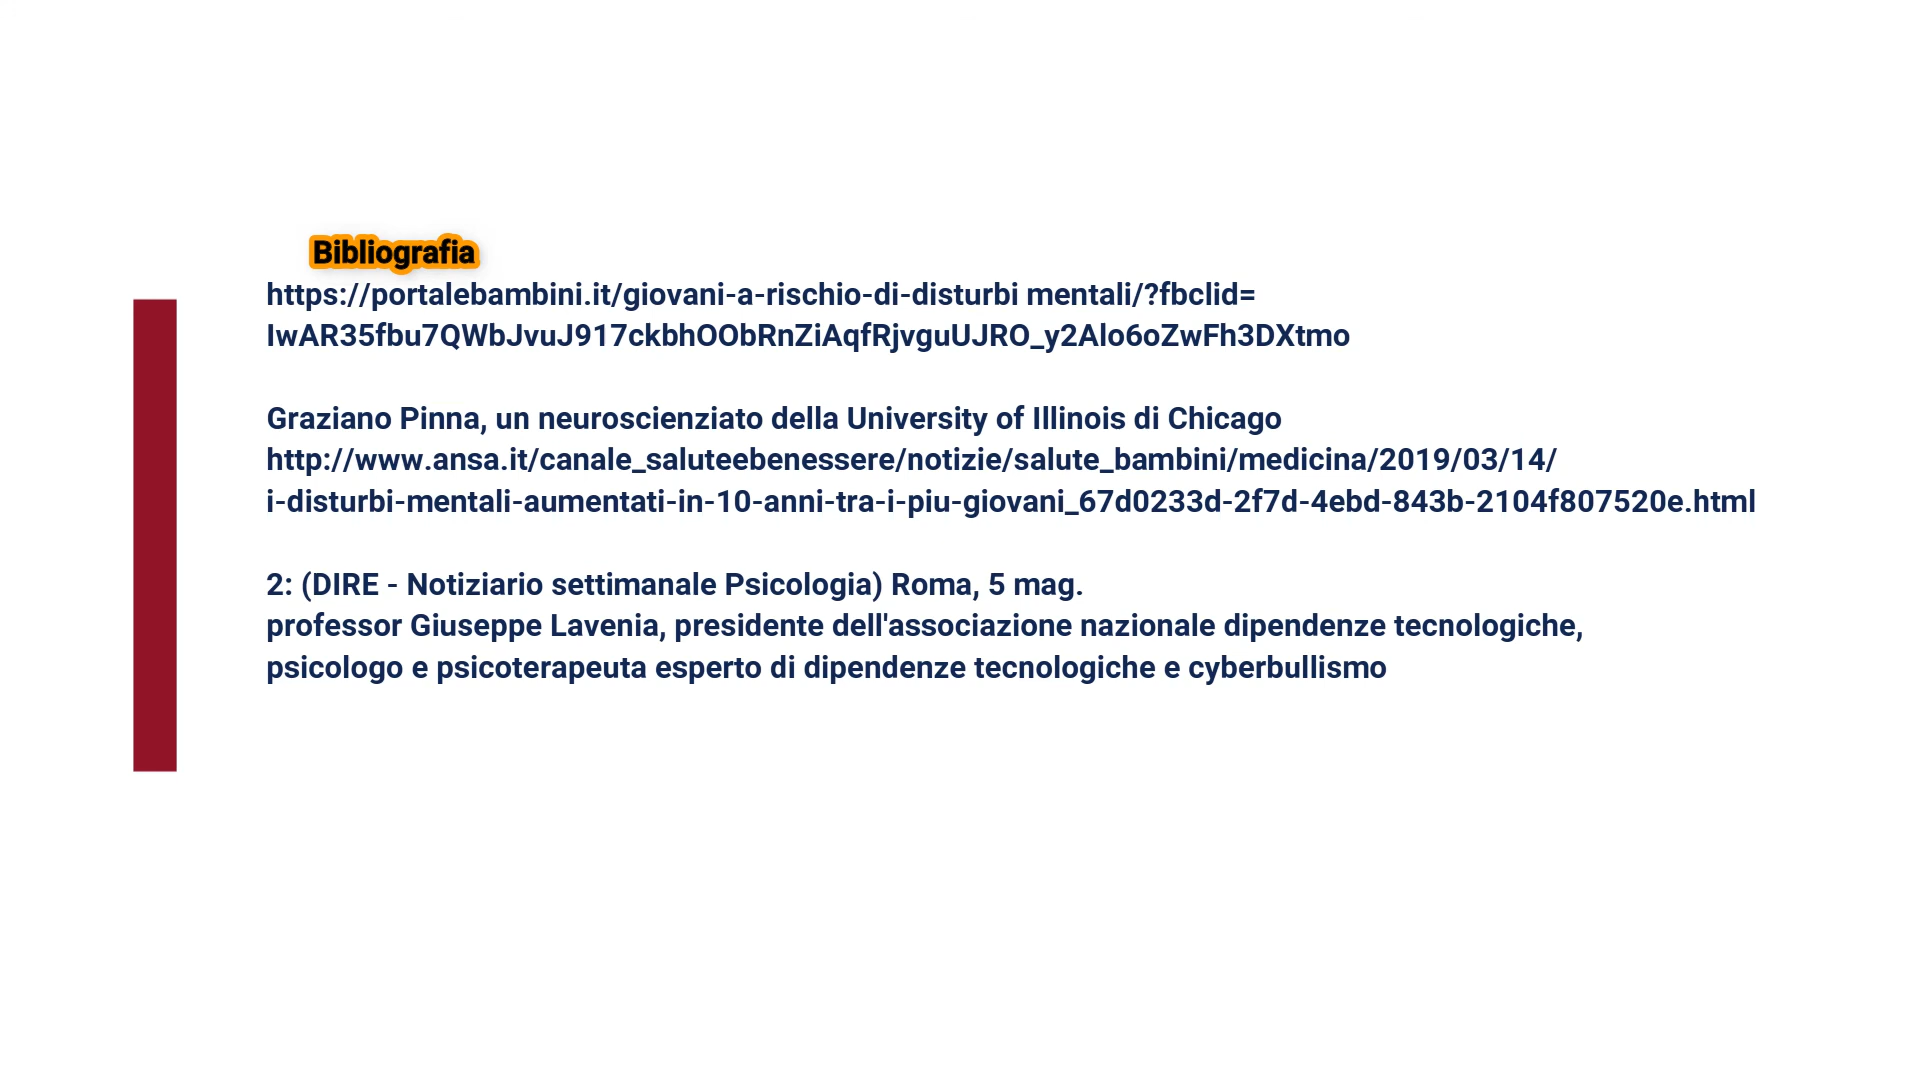 Bibliografia
https://portalebambini.it/giovani-a-rischio-di-disturbi mentali/?fbclid=
IwAR35fbu7QWbJvuJ917ckbhOObRnZiAqfRjvguUJRO_y2Alo6oZwFh3DXtmo
Graziano Pinna, un neuroscienziato della University of Illinois di Chicago
http://www.ansa.it/canale_saluteebenessere/notizie/salute_bambini/medicina/2019/03/14/
i-disturbi-mentali-aumentati-in-10-anni-tra-i-piu-giovani_67d0233d-2f7d-4ebd-843b-2104f807520e.html
2: (DIRE - Notiziario settimanale Psicologia) Roma, 5 mag.
professor Giuseppe Lavenia, presidente dell'associazione nazionale dipendenze tecnologiche,
psicologo e psicoterapeuta esperto di dipendenze tecnologiche e cyberbullismo